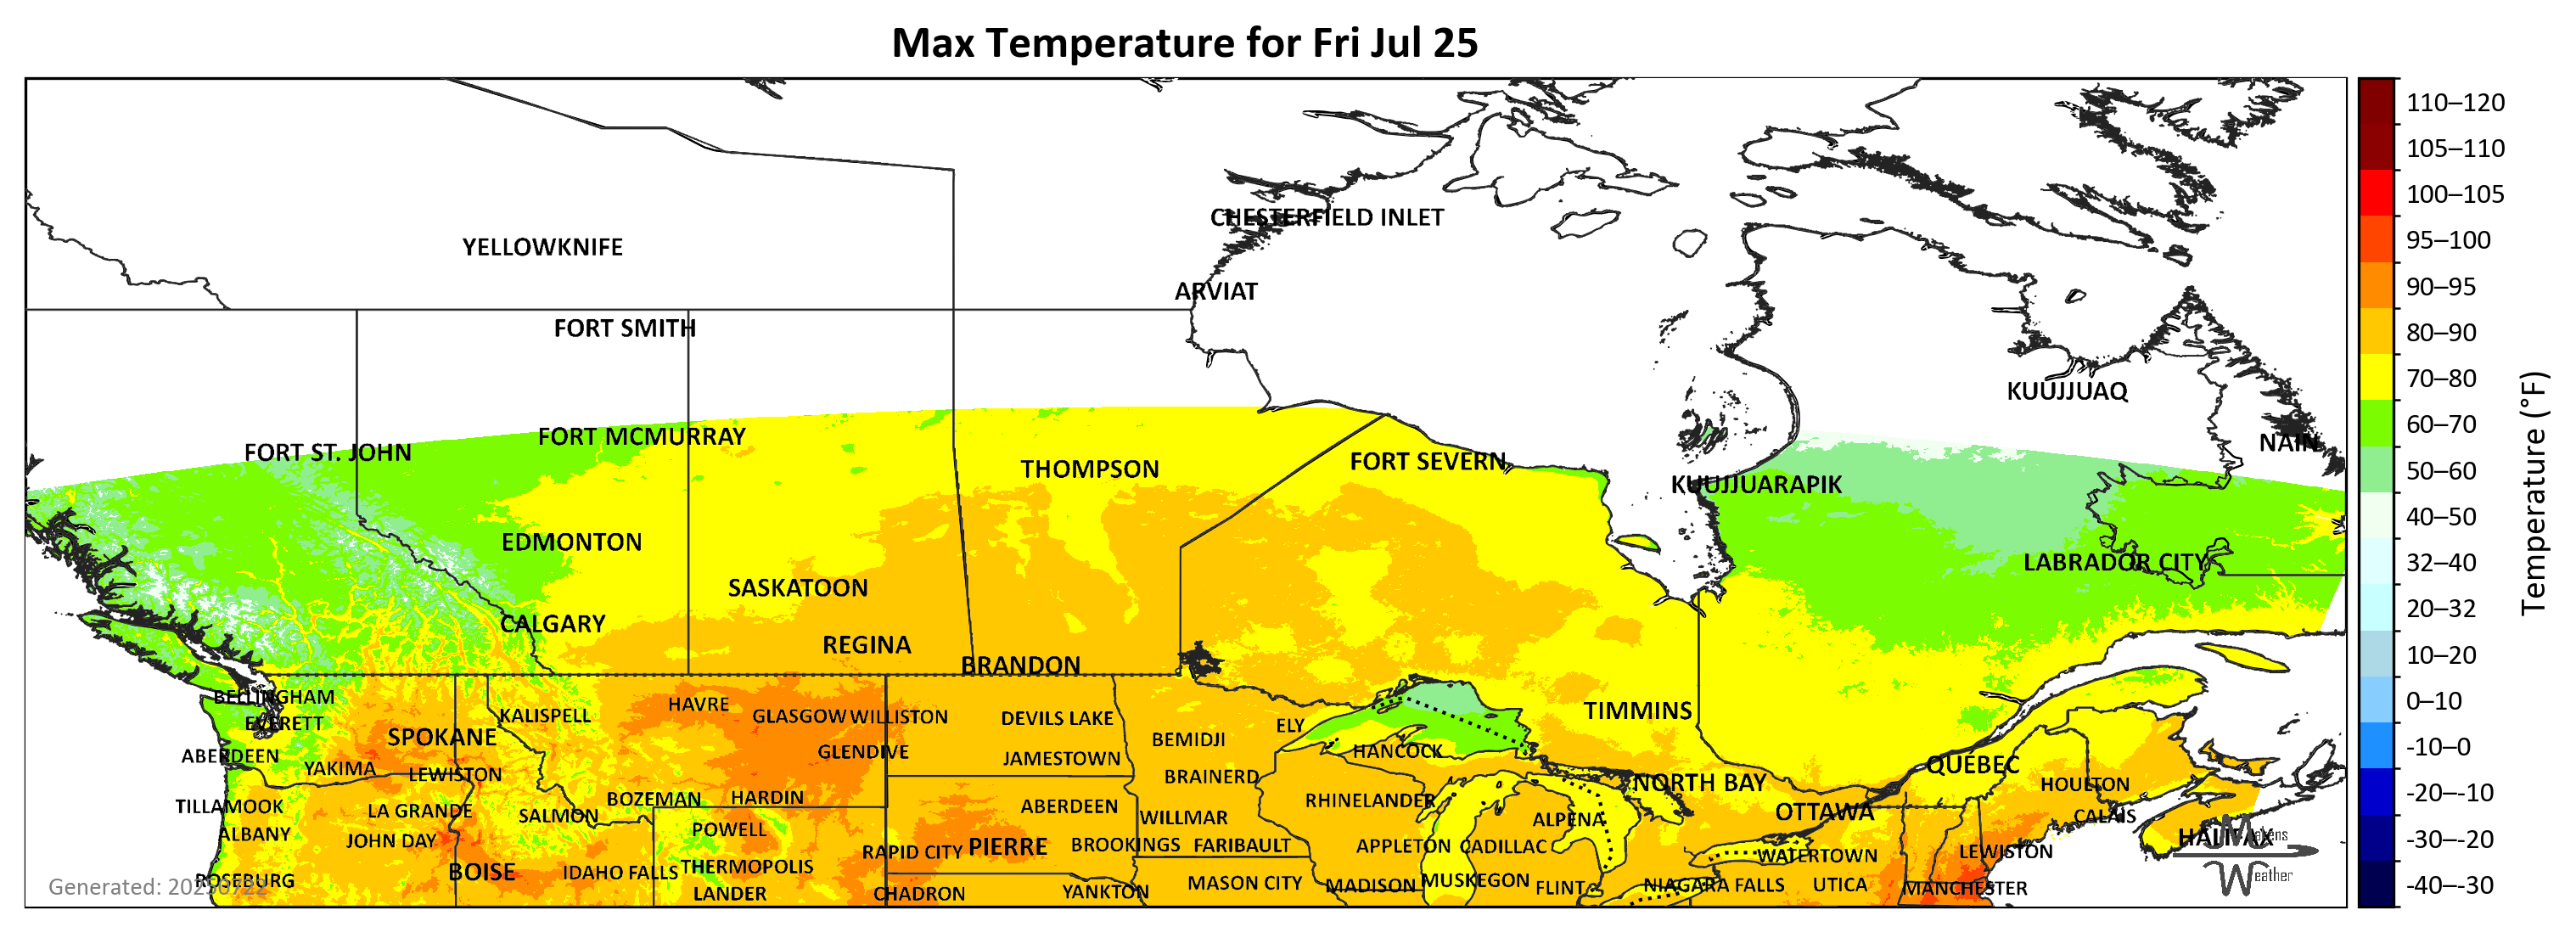 Max Temperature for Fri Jul 25
110–120
105–110
100–105
95–100
90–95
80–90
70–80
60–70
50–60
40–50
32–40
20–32
10–20
0–10
-10–0
-20–-10
-30–-20
-40–-30
Temperature (°F)
CHESTERFIELD INLET
YELLOWKNIFE
ARVIAT
FORT SMITH
KUUJJUAQ
FORT MCMURRAY
NAIN
FORT ST. JOHN
FORT SEVERN
THOMPSON
KUUJJUARAPIK
EDMONTON
LABRADOR CITY
SASKATOON
CALGARY
REGINA
BRANDON
BELLINGHAM
HAVRE
TIMMINS
KALISPELL
GLASGOW
WILLISTON
DEVILS LAKE
EVERETT
ELY
SPOKANE
BEMIDJI
GLENDIVE
HANCOCK
ABERDEEN
JAMESTOWN
QUÉBEC
YAKIMA
LEWISTON
BRAINERD
NORTH BAY
HOULTON
BOZEMAN
HARDIN
RHINELANDER
TILLAMOOK
LA GRANDE
SALMON
ABERDEEN
WILLMAR
ALPENA
OTTAWA
CALAIS
ALBANY
JOHN DAY
POWELL
HALIFAX
RAPID CITY
PIERRE
BROOKINGS
FARIBAULT
APPLETON
CADILLAC
WATERTOWN
LEWISTON
BOISE
IDAHO FALLS
THERMOPOLIS
ROSEBURG
LANDER
CHADRON
YANKTON
MASON CITY
MADISON
MUSKEGON
FLINT
NIAGARA FALLS
UTICA
MANCHESTER
Weather
Generated: 20250722